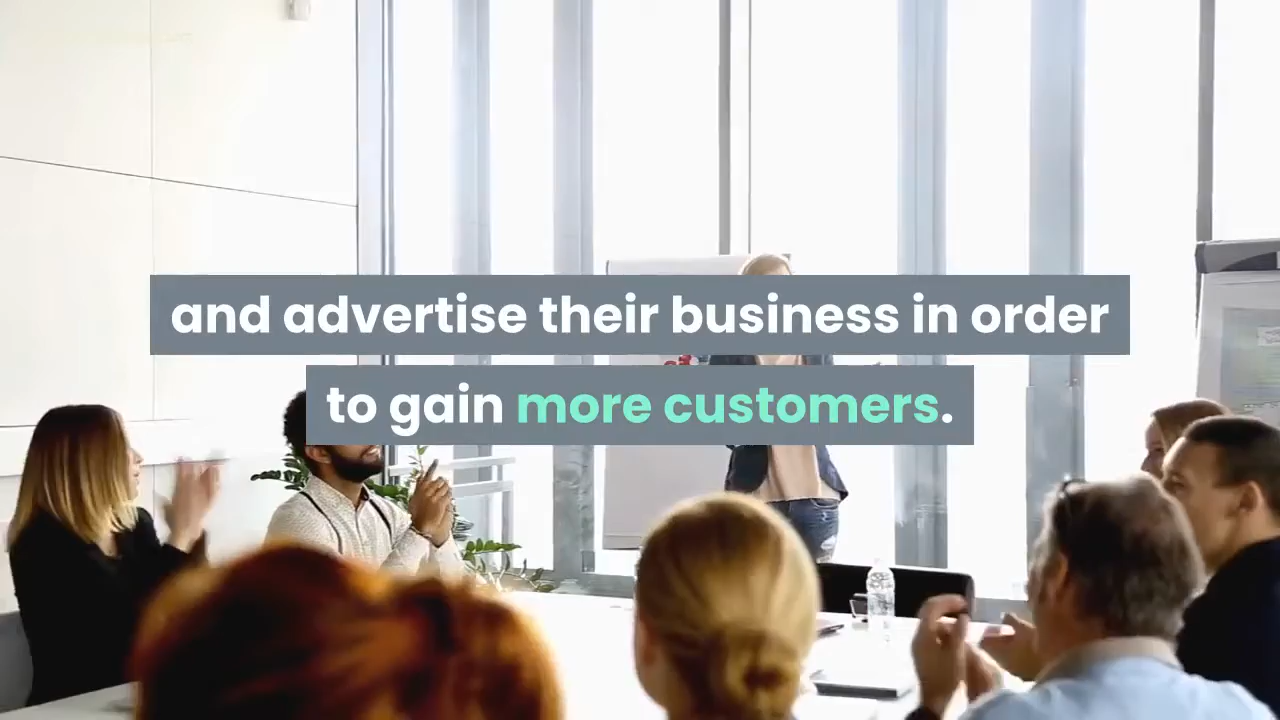 and advertise their business in order
to gain more customers.